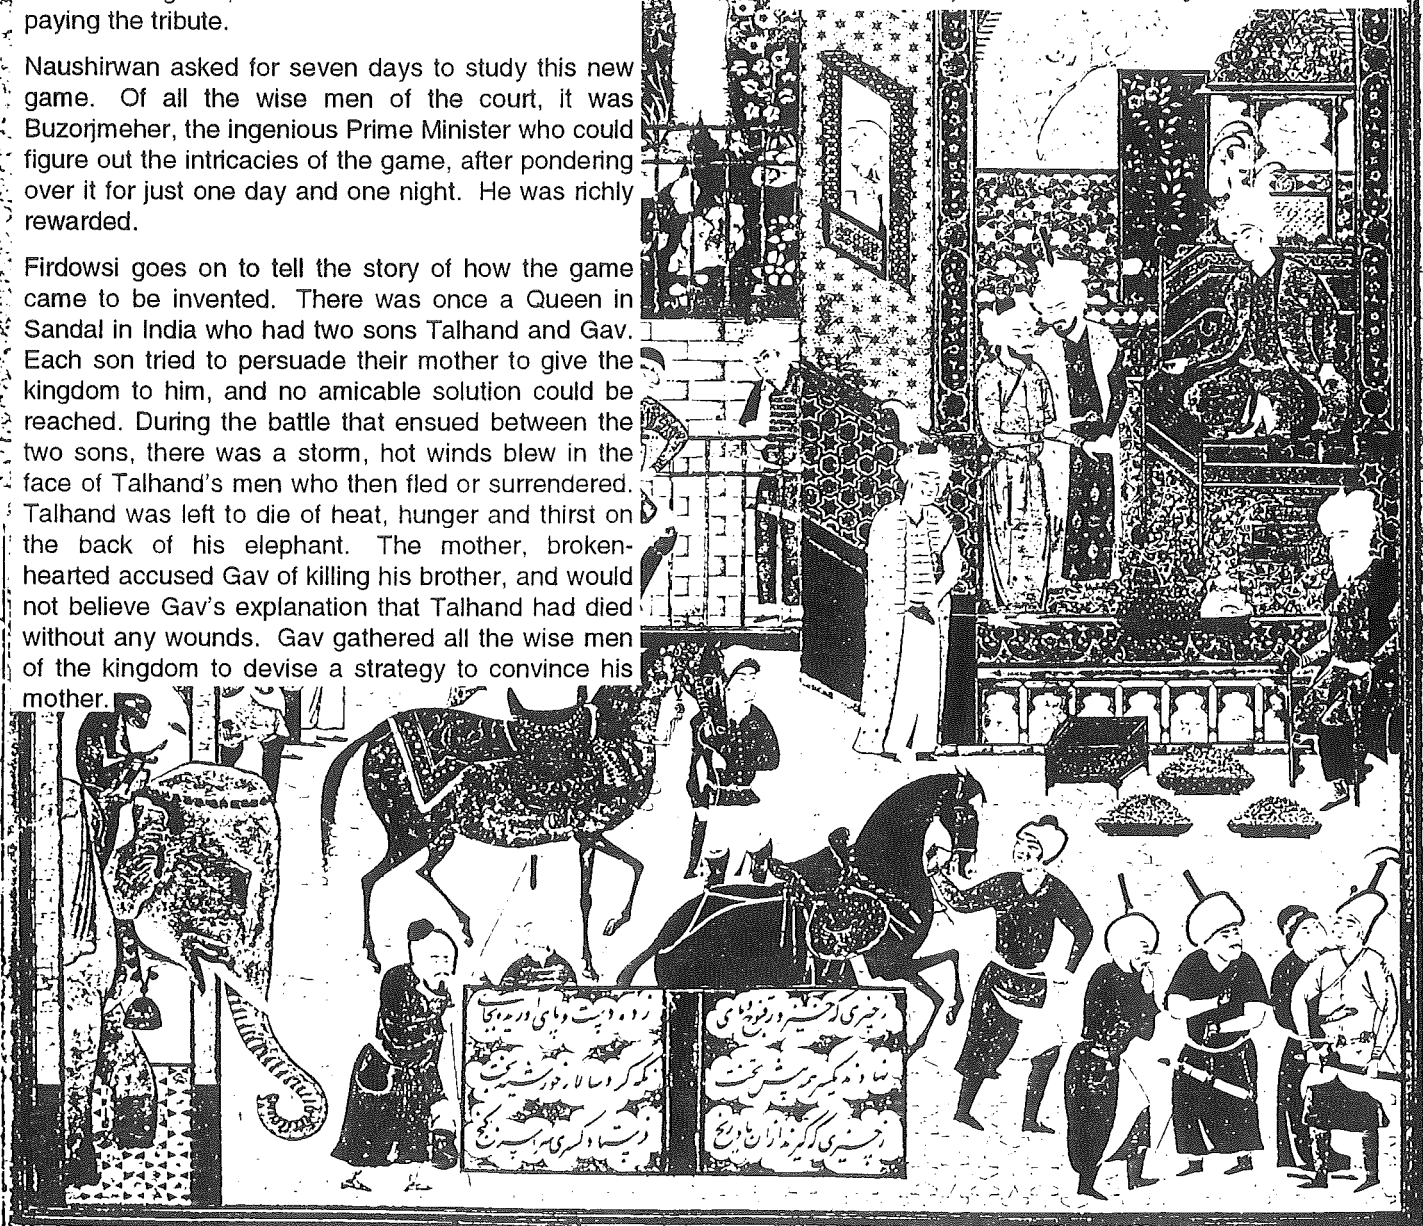 paying the tribute.
Naushirwan asked for seven days to study this new
game. Of all the wise men of the court, it was
Buzorjmeher, the ingenious Prime Minister who could
figure out the intricacies of the game, after pondering
over it for just one day and one night. He was richly
rewarded.
Firdowsi goes on to tell the story of how the game
came to be invented. There was once a Queen in
Sandal in India who had two sons Talhand and Gav.
Each son tried to persuade their mother to give the
kingdom to him, and no amicable solution could be
reached. During the battle that ensued between the
two sons, there was a storm, hot winds blew in the
face of Talhand's men who then fled or surrendered.
Talhand was left to die of heat, hunger and thirst on
the back of his elephant. The mother, broken-
hearted accused Gav of killing his brother, and would
not believe Gav's explanation that Talhand had died
without any wounds. Gav gathered all the wise men
of the kingdom to devise a strategy to convince his
mother.